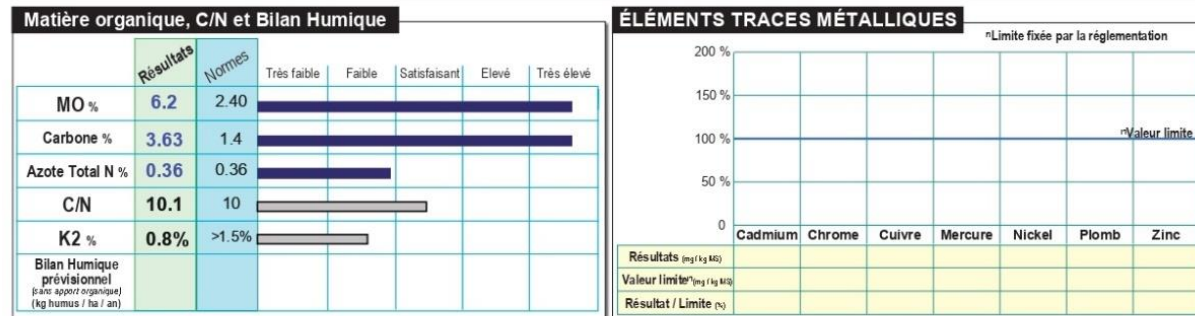 Matière organique, C/N et Bilan Humique
Résultats Normes Très faible Faible Satisfaisant Elevé Très élevé
MO % 6.2 2.40
Carbone % 3.63 1.4
Azote Total N % 0.36 0.36
C/N 10.1 10
K2 % 0.8% >1.5%
Bilan Humique
prévisionnel
(sans apport organique)
(kg humus / ha / an)
ÉLÉMENTS TRACES MÉTALLIQUES
Limite fixée par la réglementation
200 %
150 %
100 % Valeur limite
50 %
0
Cadmium Chrome Cuivre Mercure Nickel Plomb Zinc
Résultats (mg / kg MS)
Valeur limite (mg / kg MS)
Résultat / Limite (%)